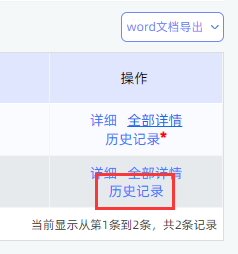 word文档导出
操作
详细 全部详情
历史记录*
详细 全部详情
历史记录
当前显示从第1条到2条，共2条记录